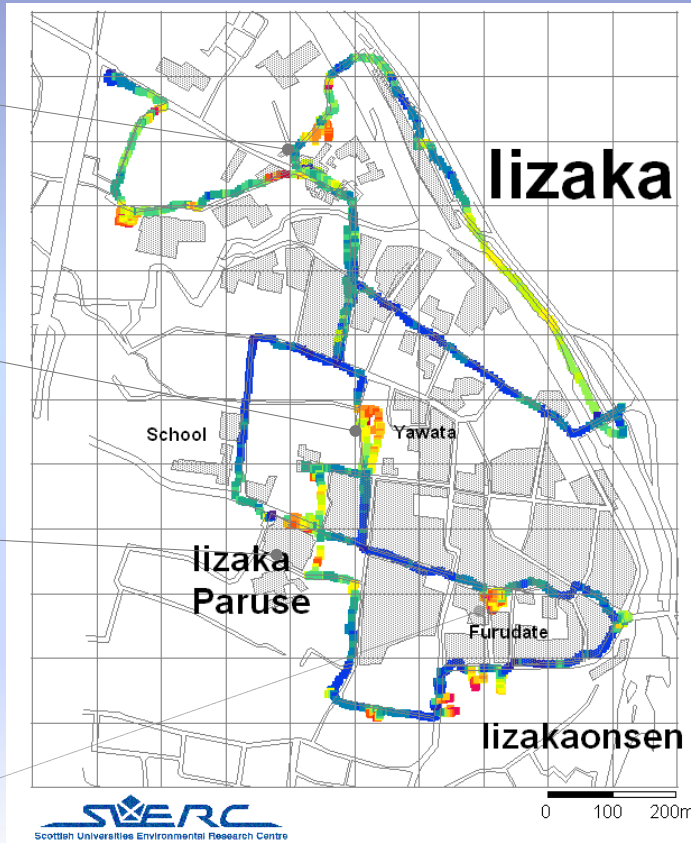 Iizaka
School
Yawata
Iizaka
Paruse
Furudate
Iizakaonsen
SUERC
Scottish Universities Environmental Research Centre
0 100 200m